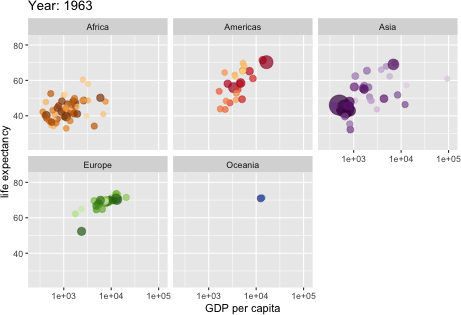 Year: 1963
Africa
Americas
Asia
80
60
40
1e+03
1e+04
1e+05
life expectancy
Europe
Oceania
80
60
40
1e+03
1e+04
1e+05
1e+03
1e+04
1e+05
GDP per capita